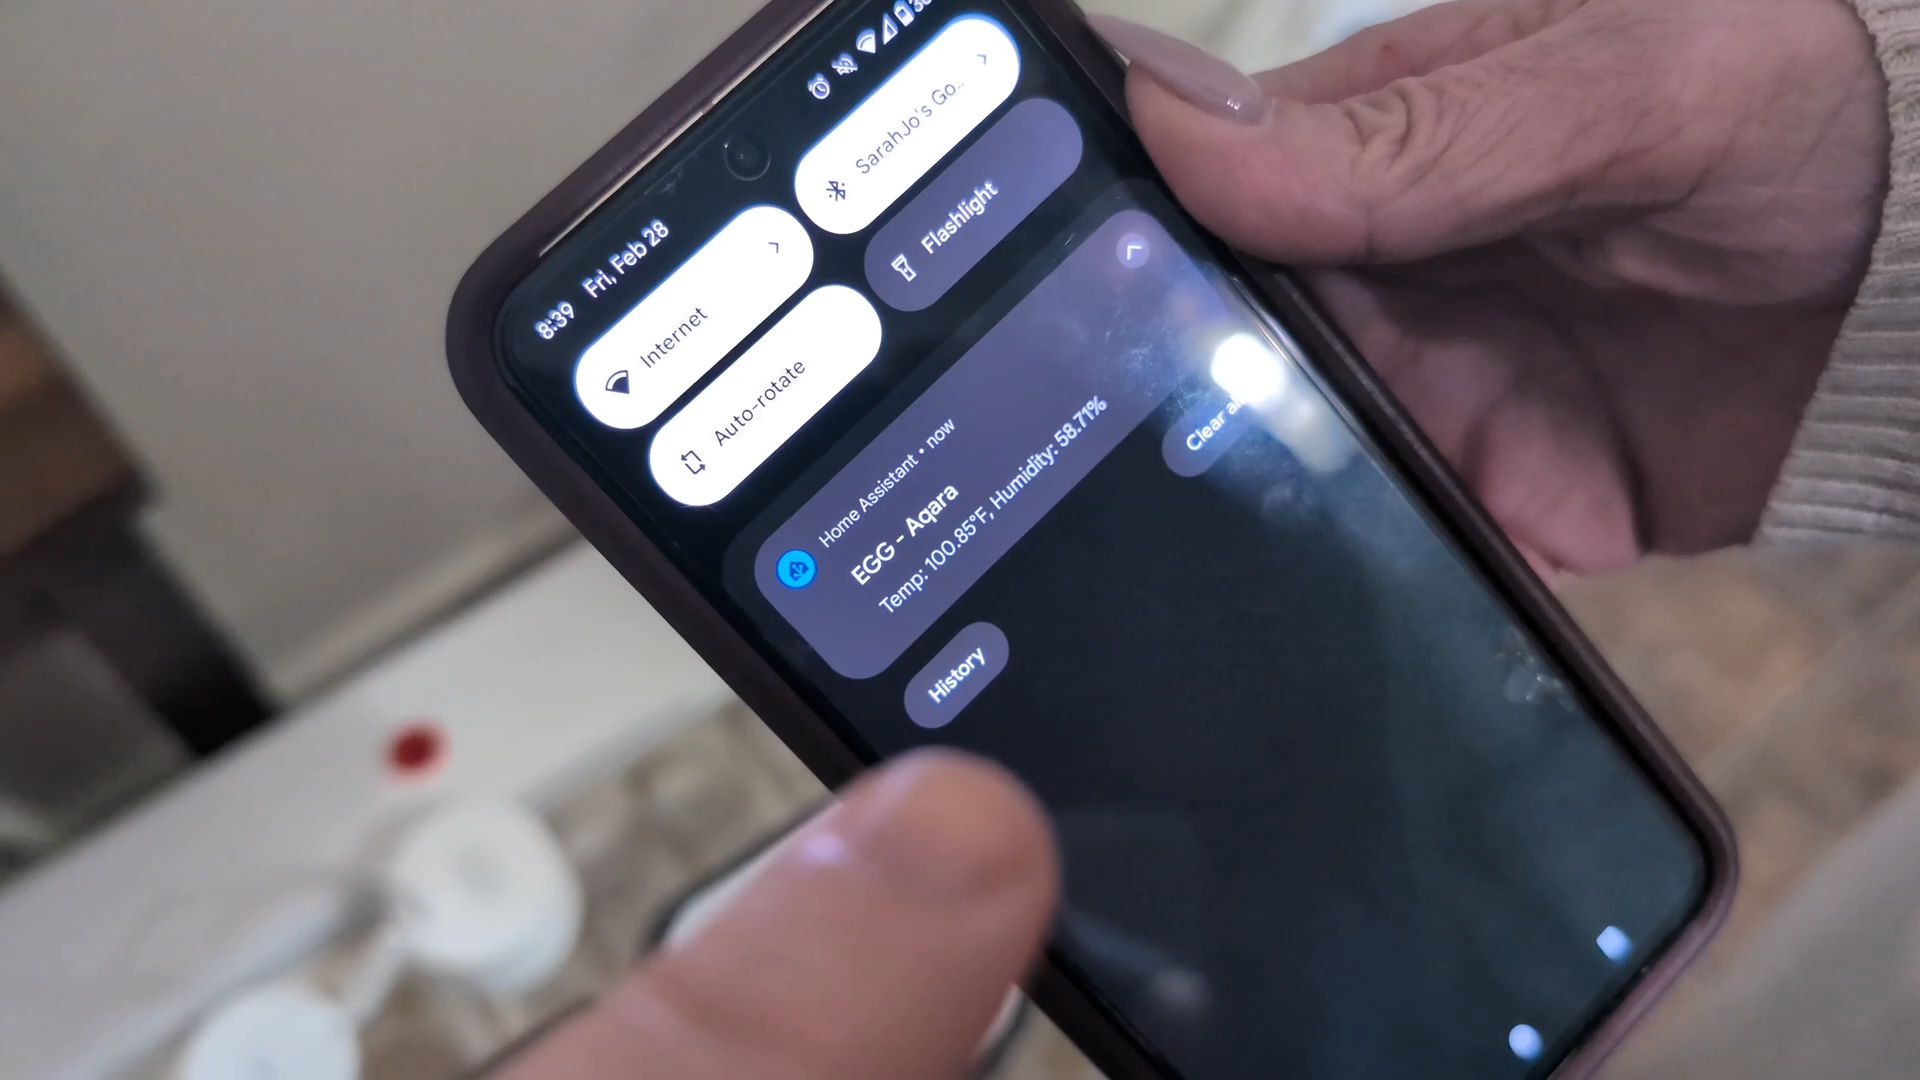 8:39 Fri, Feb 28
Internet
SarahJo's Go..
Auto-rotate
Flashlight
Home Assistant • now
EGG - Aqara
Temp: 100.85°F, Humidity: 58.71%
History
Clear